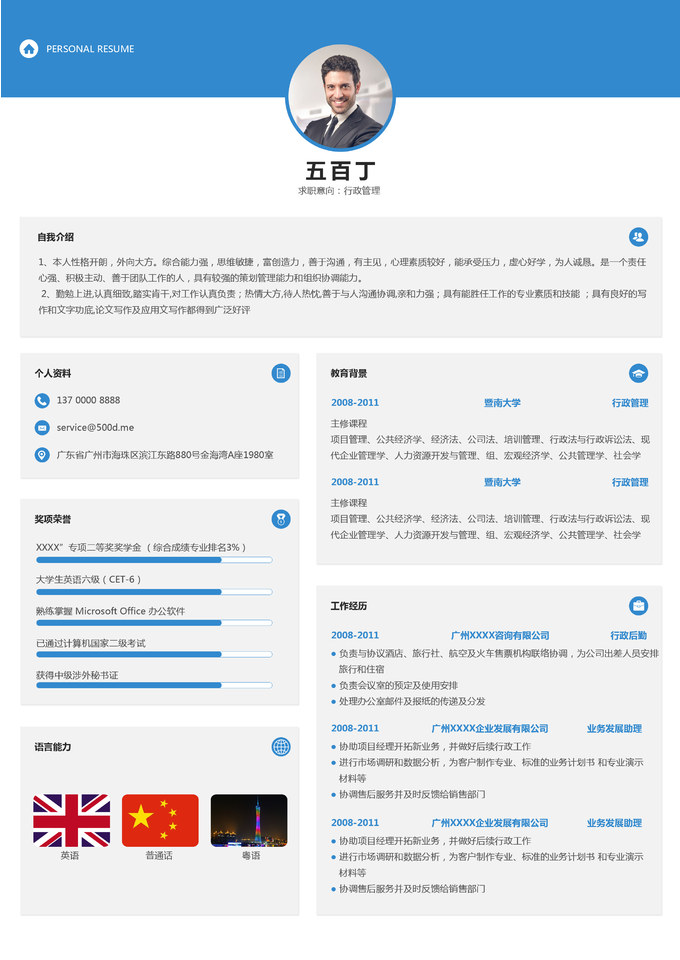 PERSONAL RESUME
五百丁
求职意向：行政管理
自我介绍
1、本人性格开朗，外向大方。综合能力强，思维敏捷，富创造力，善于沟通，有主见，心理素质较好，能承受压力，虚心好学，为人诚恳。是一个责任
心强、积极主动、善于团队工作的人，具有较强的策划管理能力和组织协调能力。
2、勤勉上进,认真细致,踏实肯干,对工作认真负责；热情大方,待人热忱,善于与人沟通协调,亲和力强；具有能胜任工作的专业素质和技能 ；具有良好的写
作和文字功底,论文写作及应用文写作都得到广泛好评
个人资料
137 0000 8888
service@500d.me
广东省广州市海珠区滨江东路880号金海湾A座1980室
奖项荣誉
XXXX”专项二等奖奖学金（综合成绩专业排名3%）
大学生英语六级（CET-6）
熟练掌握 Microsoft Office 办公软件
已通过计算机国家二级考试
获得中级涉外秘书证
语言能力
英语
普通话
粤语
教育背景
2008-2011 暨南大学 行政管理
主修课程
项目管理、公共经济学、经济法、公司法、培训管理、行政法与行政诉讼法、现
代企业管理学、人力资源开发与管理、组、宏观经济学、公共管理学、社会学
2008-2011 暨南大学 行政管理
主修课程
项目管理、公共经济学、经济法、公司法、培训管理、行政法与行政诉讼法、现
代企业管理学、人力资源开发与管理、组、宏观经济学、公共管理学、社会学
工作经历
2008-2011 广州XXXX咨询有限公司 行政后勤
●负责与协议酒店、旅行社、航空及火车售票机构联络协调，为公司出差人员安排
旅行和住宿
●负责会议室的预定及使用安排
●处理办公室邮件及报纸的传递及分发
2008-2011 广州XXXX企业发展有限公司 业务发展助理
●协助项目经理开拓新业务，并做好后续行政工作
●进行市场调研和数据分析，为客户制作专业、标准的业务计划书 和专业演示
材料等
●协调售后服务并及时反馈给销售部门
2008-2011 广州XXXX企业发展有限公司 业务发展助理
●协助项目经理开拓新业务，并做好后续行政工作
●进行市场调研和数据分析，为客户制作专业、标准的业务计划书 和专业演示
材料等
●协调售后服务并及时反馈给销售部门